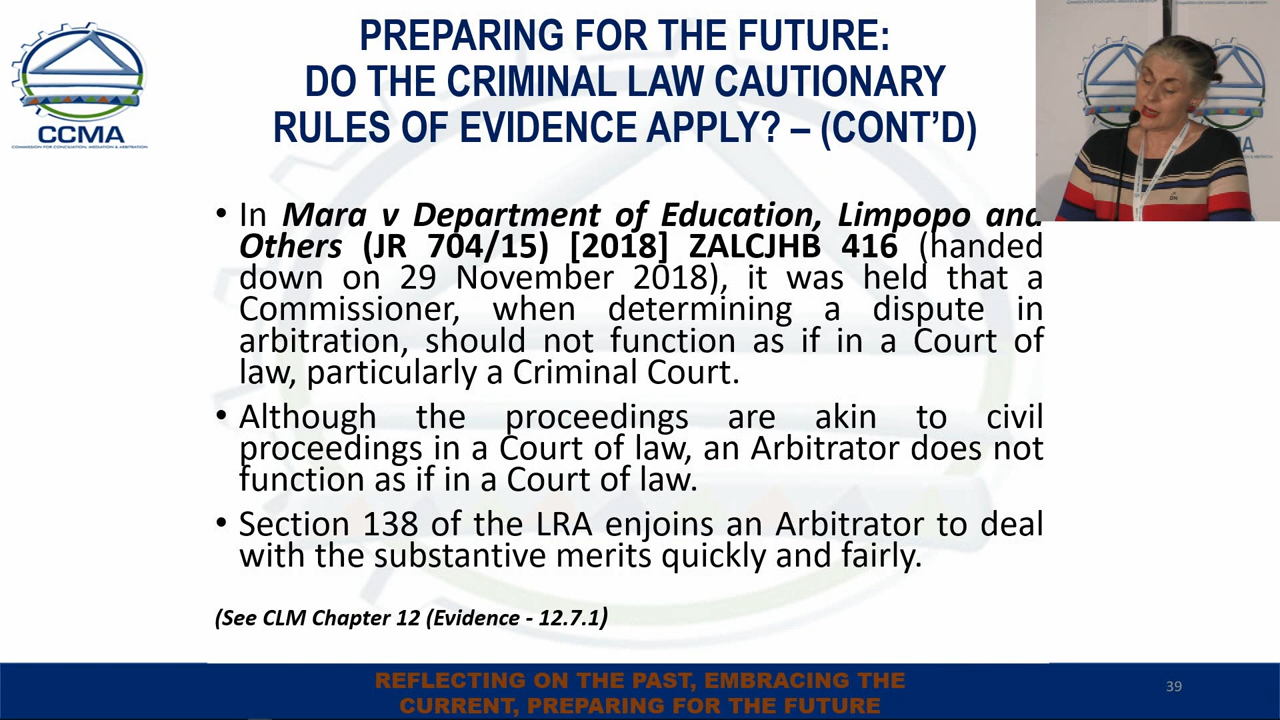 PREPARING FOR THE FUTURE:
DO THE CRIMINAL LAW CAUTIONARY
RULES OF EVIDENCE APPLY? – (CONT’D)
CCMA
COMMISSION FOR CONCILIATION, MEDIATION & ARBITRATION
• In Mara v Department of Education, Limpopo and
Others (JR 704/15) [2018] ZALCJHB 416 (handed
down on 29 November 2018), it was held that a
Commissioner, when determining a dispute in
arbitration, should not function as if in a Court of
law, particularly a Criminal Court.
• Although the proceedings are akin to civil
proceedings in a Court of law, an Arbitrator does not
function as if in a Court of law.
• Section 138 of the LRA enjoins an Arbitrator to deal
with the substantive merits quickly and fairly.
(See CLM Chapter 12 (Evidence - 12.7.1)
REFLECTING ON THE PAST, EMBRACING THE
CURRENT, PREPARING FOR THE FUTURE
39